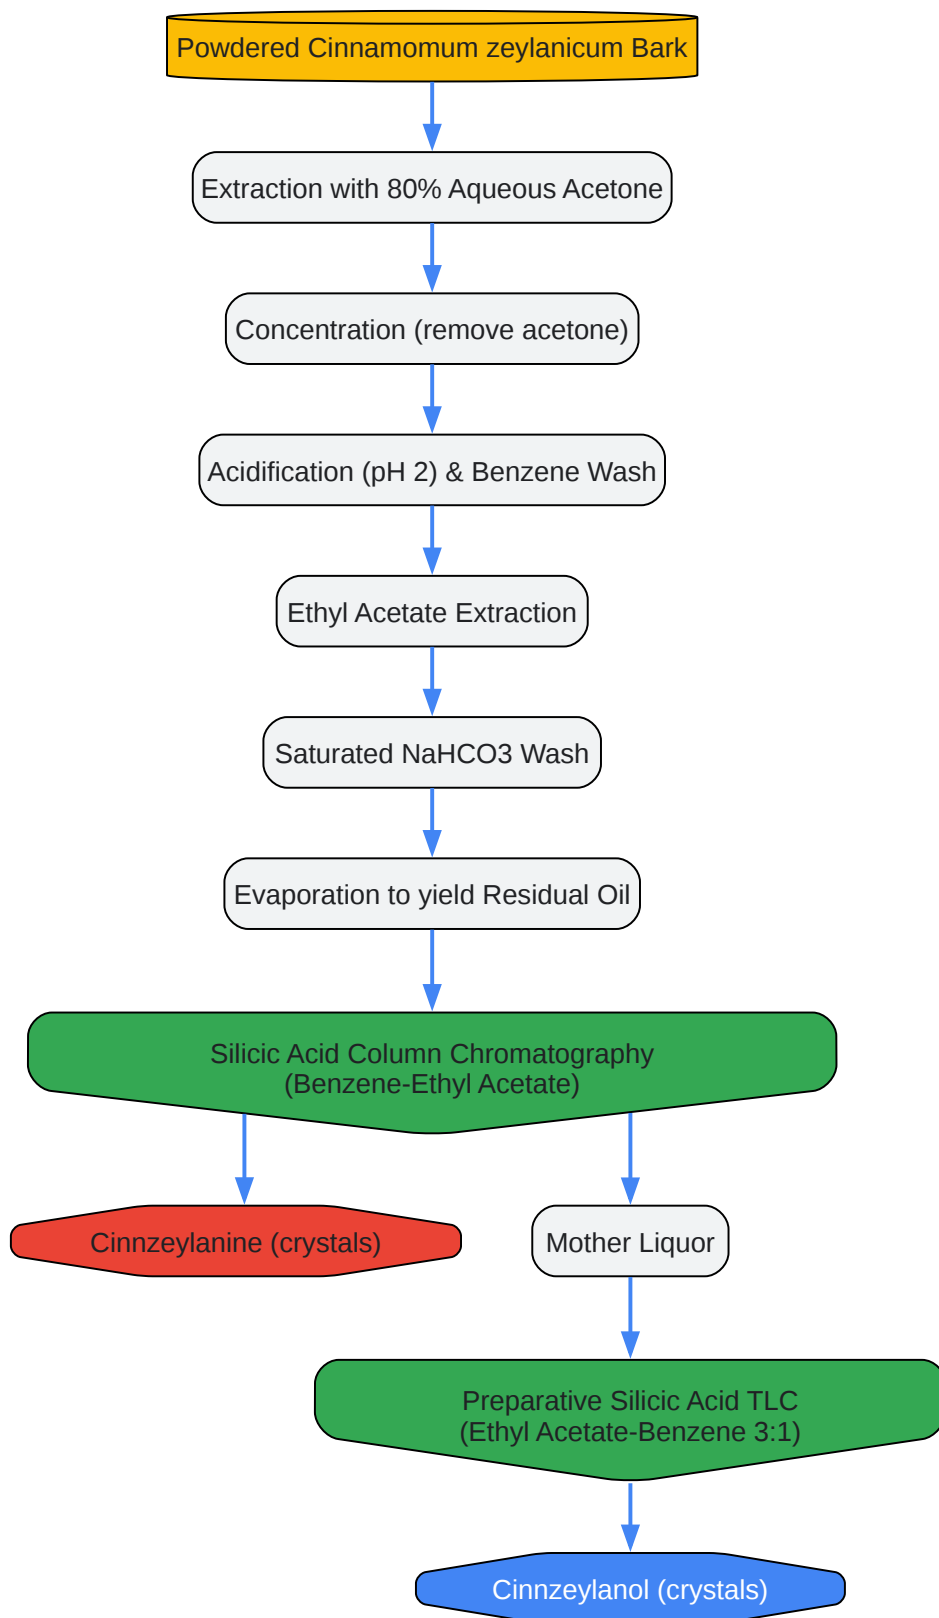 Powdered Cinnamomum zeylanicum Bark
Extraction with 80% Aqueous Acetone
Concentration (remove acetone)
Acidification (pH 2) & Benzene Wash
Ethyl Acetate Extraction
Saturated NaHCO3 Wash
Evaporation to yield Residual Oil
Silicic Acid Column Chromatography
(Benzene-Ethyl Acetate)
Cinnzeylanine (crystals)
Mother Liquor
Preparative Silicic Acid TLC
(Ethyl Acetate-Benzene 3:1)
Cinnzeylanol (crystals)